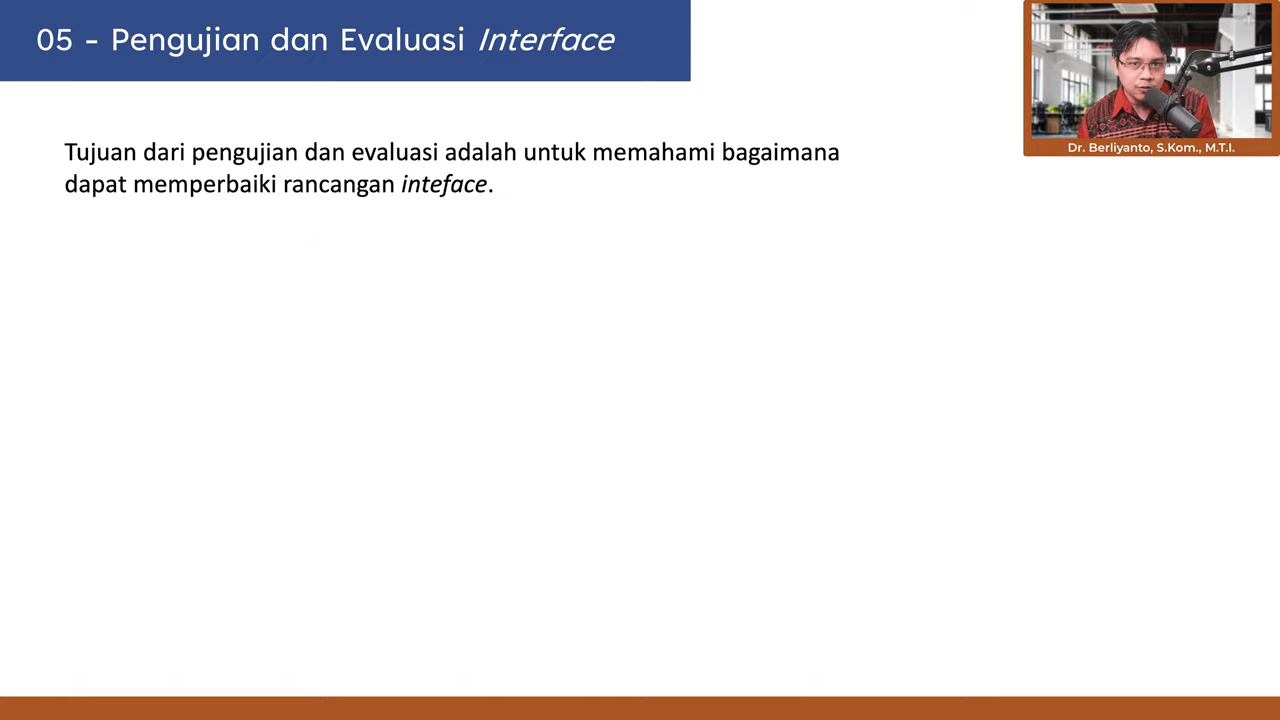 05 - Pengujian dan Evaluasi Interface
Tujuan dari pengujian dan evaluasi adalah untuk memahami bagaimana
dapat memperbaiki rancangan inteface.
Dr. Berliyanto, S.Kom., M.T.I.